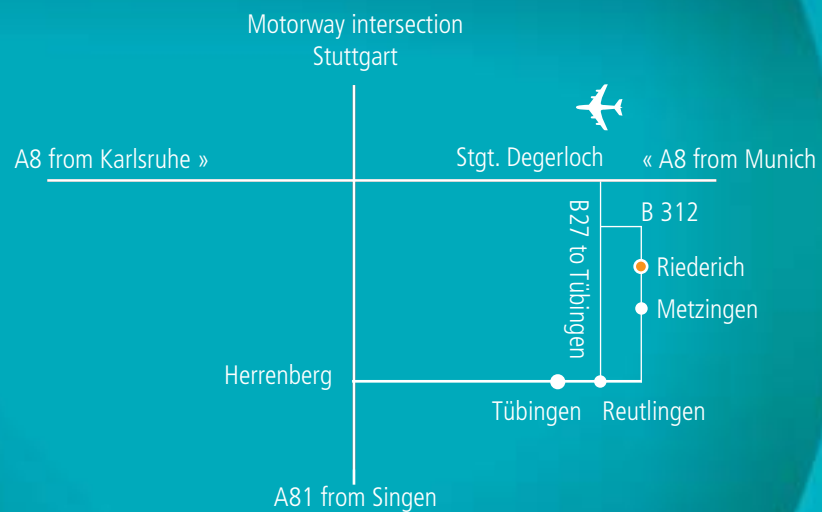 Motorway intersection
Stuttgart
A8 from Karlsruhe »
Stgt. Degerloch
« A8 from Munich
B27 to Tübingen
B 312
Riederich
Metzingen
Herrenberg
Tübingen
Reutlingen
A81 from Singen